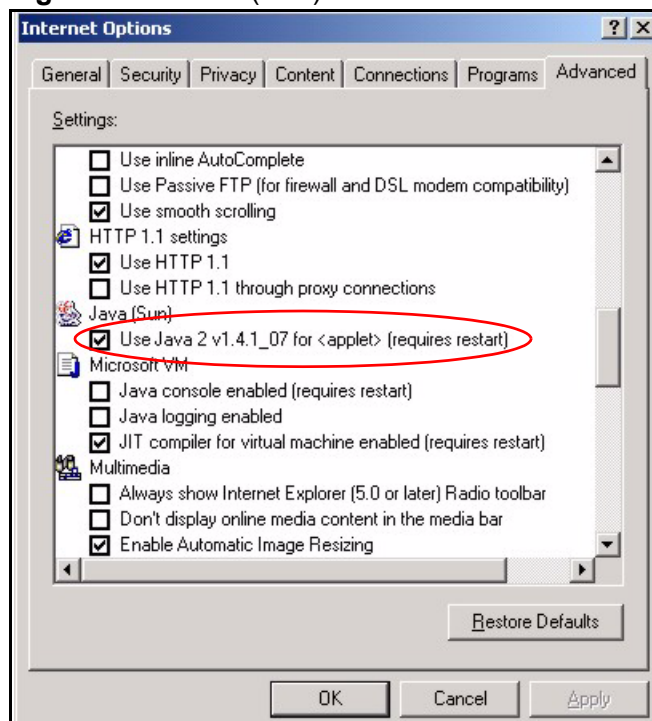 Internet Options
General Security Privacy Content Connections Programs Advanced
Settings:
Use inline AutoComplete
Use Passive FTP (for firewall and DSL modem compatibility)
Use smooth scrolling
HTTP 1.1 settings
Use HTTP 1.1
Use HTTP 1.1 through proxy connections
Java (Sun)
Use Java 2 v1.4.1_07 for <applet> (requires restart)
Microsoft VM
Java console enabled (requires restart)
Java logging enabled
JIT compiler for virtual machine enabled (requires restart)
Multimedia
Always show Internet Explorer (5.0 or later) Radio toolbar
Don't display online media content in the media bar
Enable Automatic Image Resizing
Restore Defaults
OK Cancel Apply